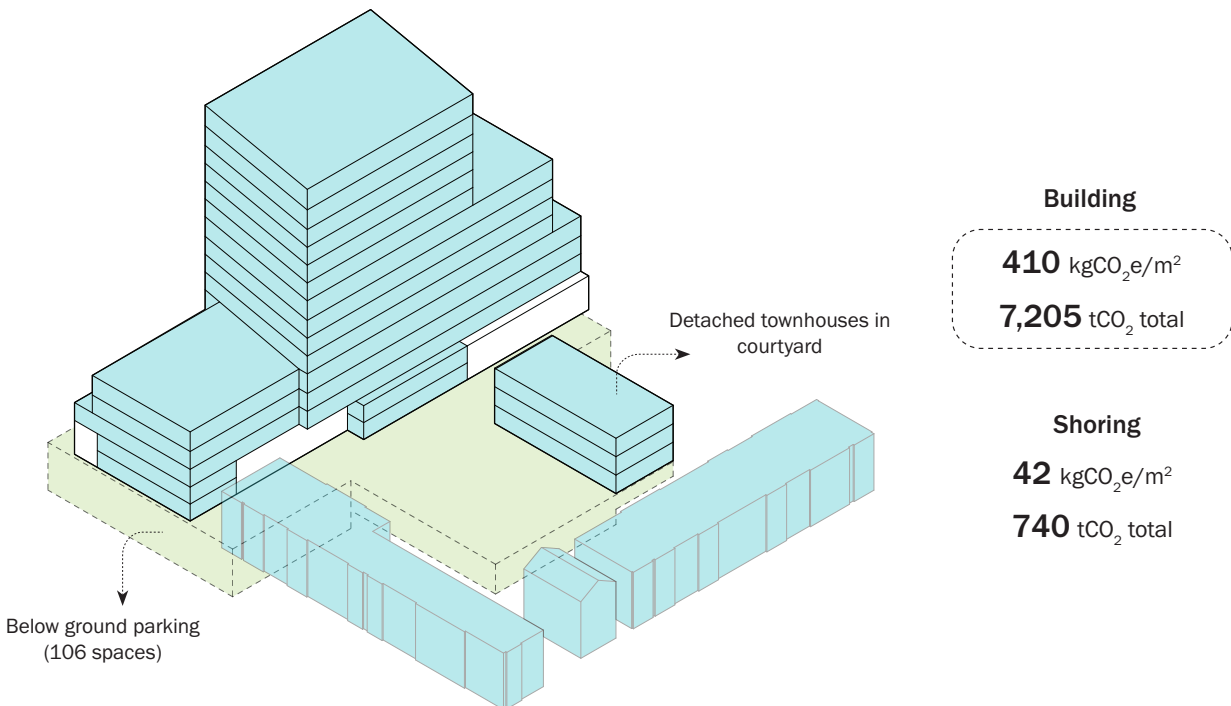 Building
410 kgCO₂e/m²
7,205 tCO₂ total
Detached townhouses in
courtyard
Shoring
42 kgCO₂e/m²
740 tCO₂ total
Below ground parking
(106 spaces)